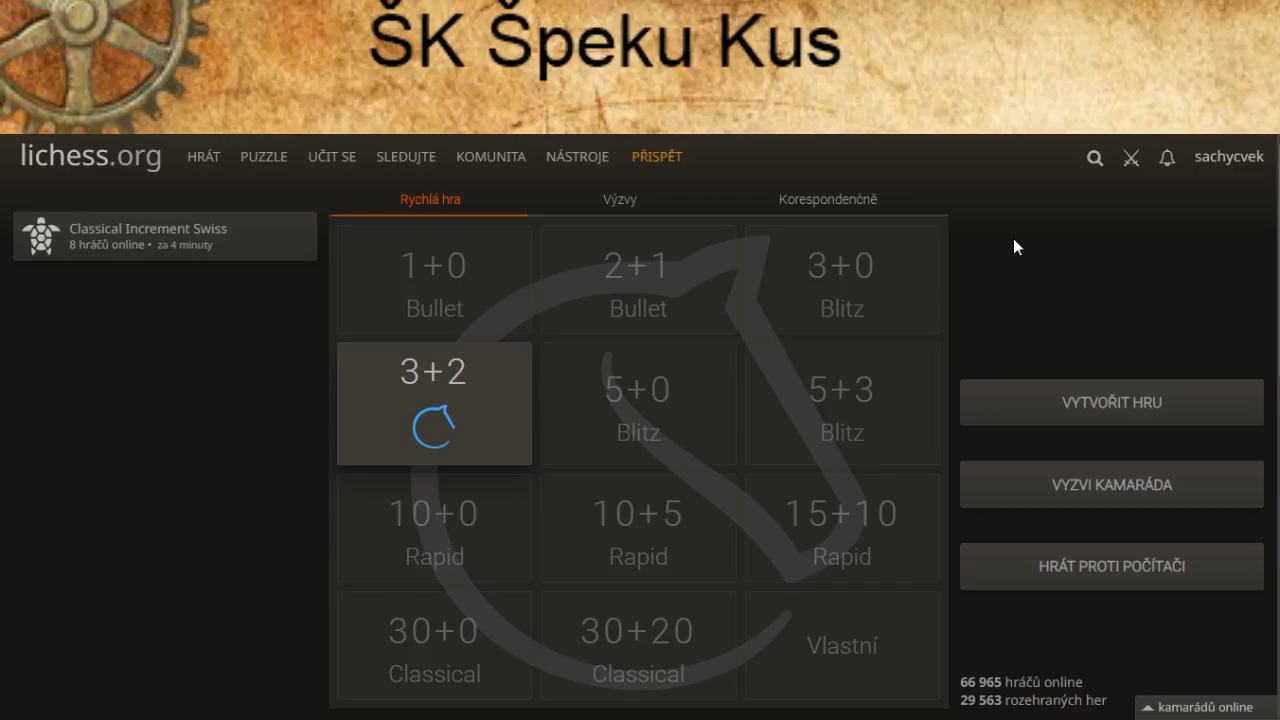 ŠK Špeku Kus
lichess.org HRÁT PUZZLE UČIT SE SLEDUJTE KOMUNITA NÁSTROJE PŘISPĚT sachycvek
Rychlá hra Výzvy Korespondenčně
Classical Increment Swiss
8 hráčů online • za 4 minuty
1+0 2+1 3+0
Bullet Bullet Blitz
3+2 5+0 5+3
Blitz Blitz
10+0 10+5 15+10
Rapid Rapid Rapid
30+0 30+20 Vlastní
Classical Classical
VYTVOŘIT HRU
VYZVI KAMARÁDA
HRÁT PROTI POČÍTAČI
66 965 hráčů online
29 563 rozehraných her
kamarádů online